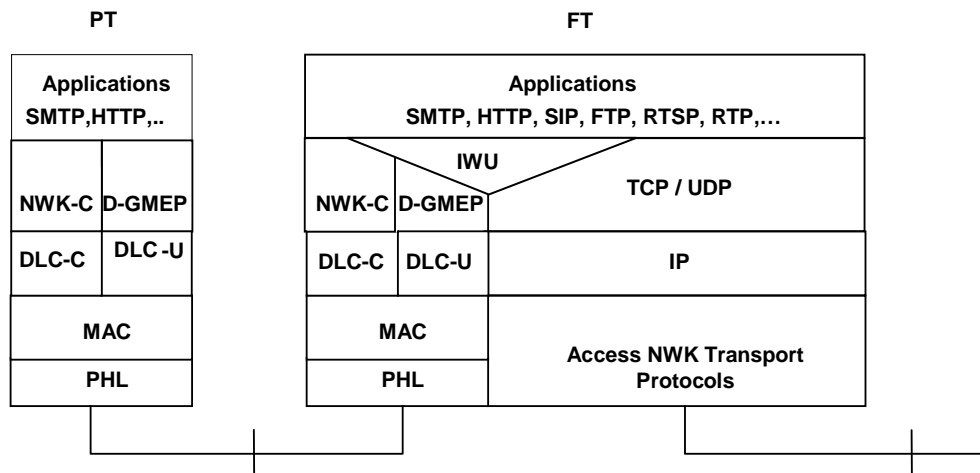 PT
FT
Applications
SMTP,HTTP,..
Applications
SMTP, HTTP, SIP, FTP, RTSP, RTP,…
IWU
TCP / UDP
NWK-C
D-GMEP
NWK-C
D-GMEP
DLC-C
DLC-U
DLC-C
DLC-U
IP
MAC
MAC
Access NWK Transport
Protocols
PHL
PHL